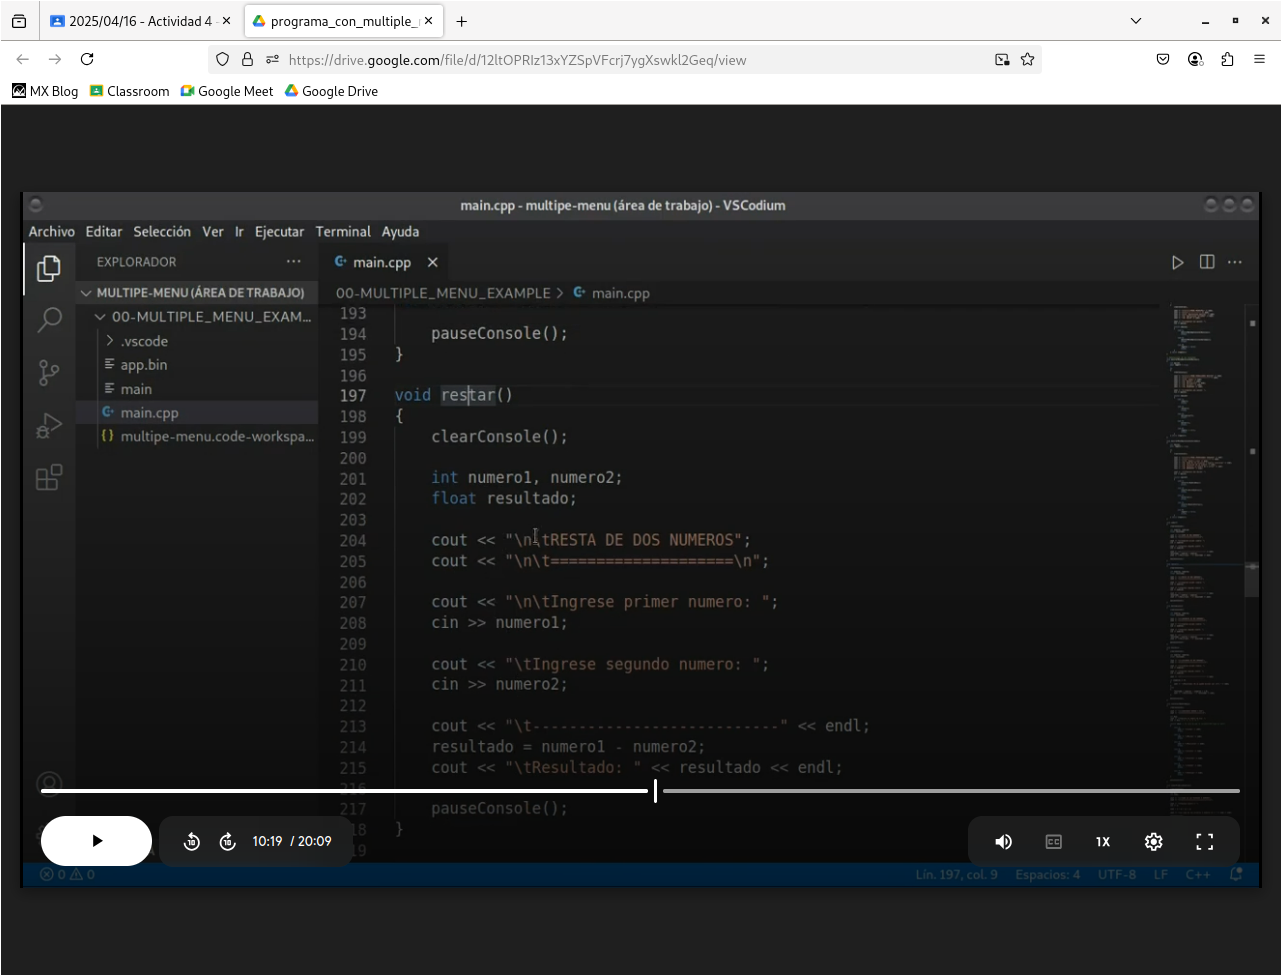 2025/04/16 - Actividad 4
programa_con_multiple_
https://drive.google.com/file/d/12ltOPRIz13xYZSpVFcrj7ygXswkl2Geq/view
MX Blog Classroom Google Meet Google Drive
main.cpp - multipe-menu (área de trabajo) - VSCodium
Archivo Editar Selección Ver Ir Ejecutar Terminal Ayuda
EXPLORADOR
main.cpp
MULTIPE-MENU (ÁREA DE TRABAJO)
00-MULTIPLE_MENU_EXAMPLE > main.cpp
00-MULTIPLE_MENU_EXAM...
.vscode
app.bin
main
main.cpp
multipe-menu.code-workspa...
193
194 pauseConsole();
195 }
196
197 void restar()
198 {
199 clearConsole();
200
201 int numero1, numero2;
202 float resultado;
203
204 cout << "\n\tRESTA DE DOS NUMEROS";
205 cout << "\n\t====================\n";
206
207 cout << "\n\tIngrese primer numero: ";
208 cin >> numero1;
209
210 cout << "\tIngrese segundo numero: ";
211 cin >> numero2;
212
213 cout << "\t---------------------------" << endl;
214 resultado = numero1 - numero2;
215 cout << "\tResultado: " << resultado << endl;
217 pauseConsole();
18 }
19
10:19 / 20:09
1X
0 0
Lín. 197, col. 9 Espacios: 4 UTF-8 LF C++